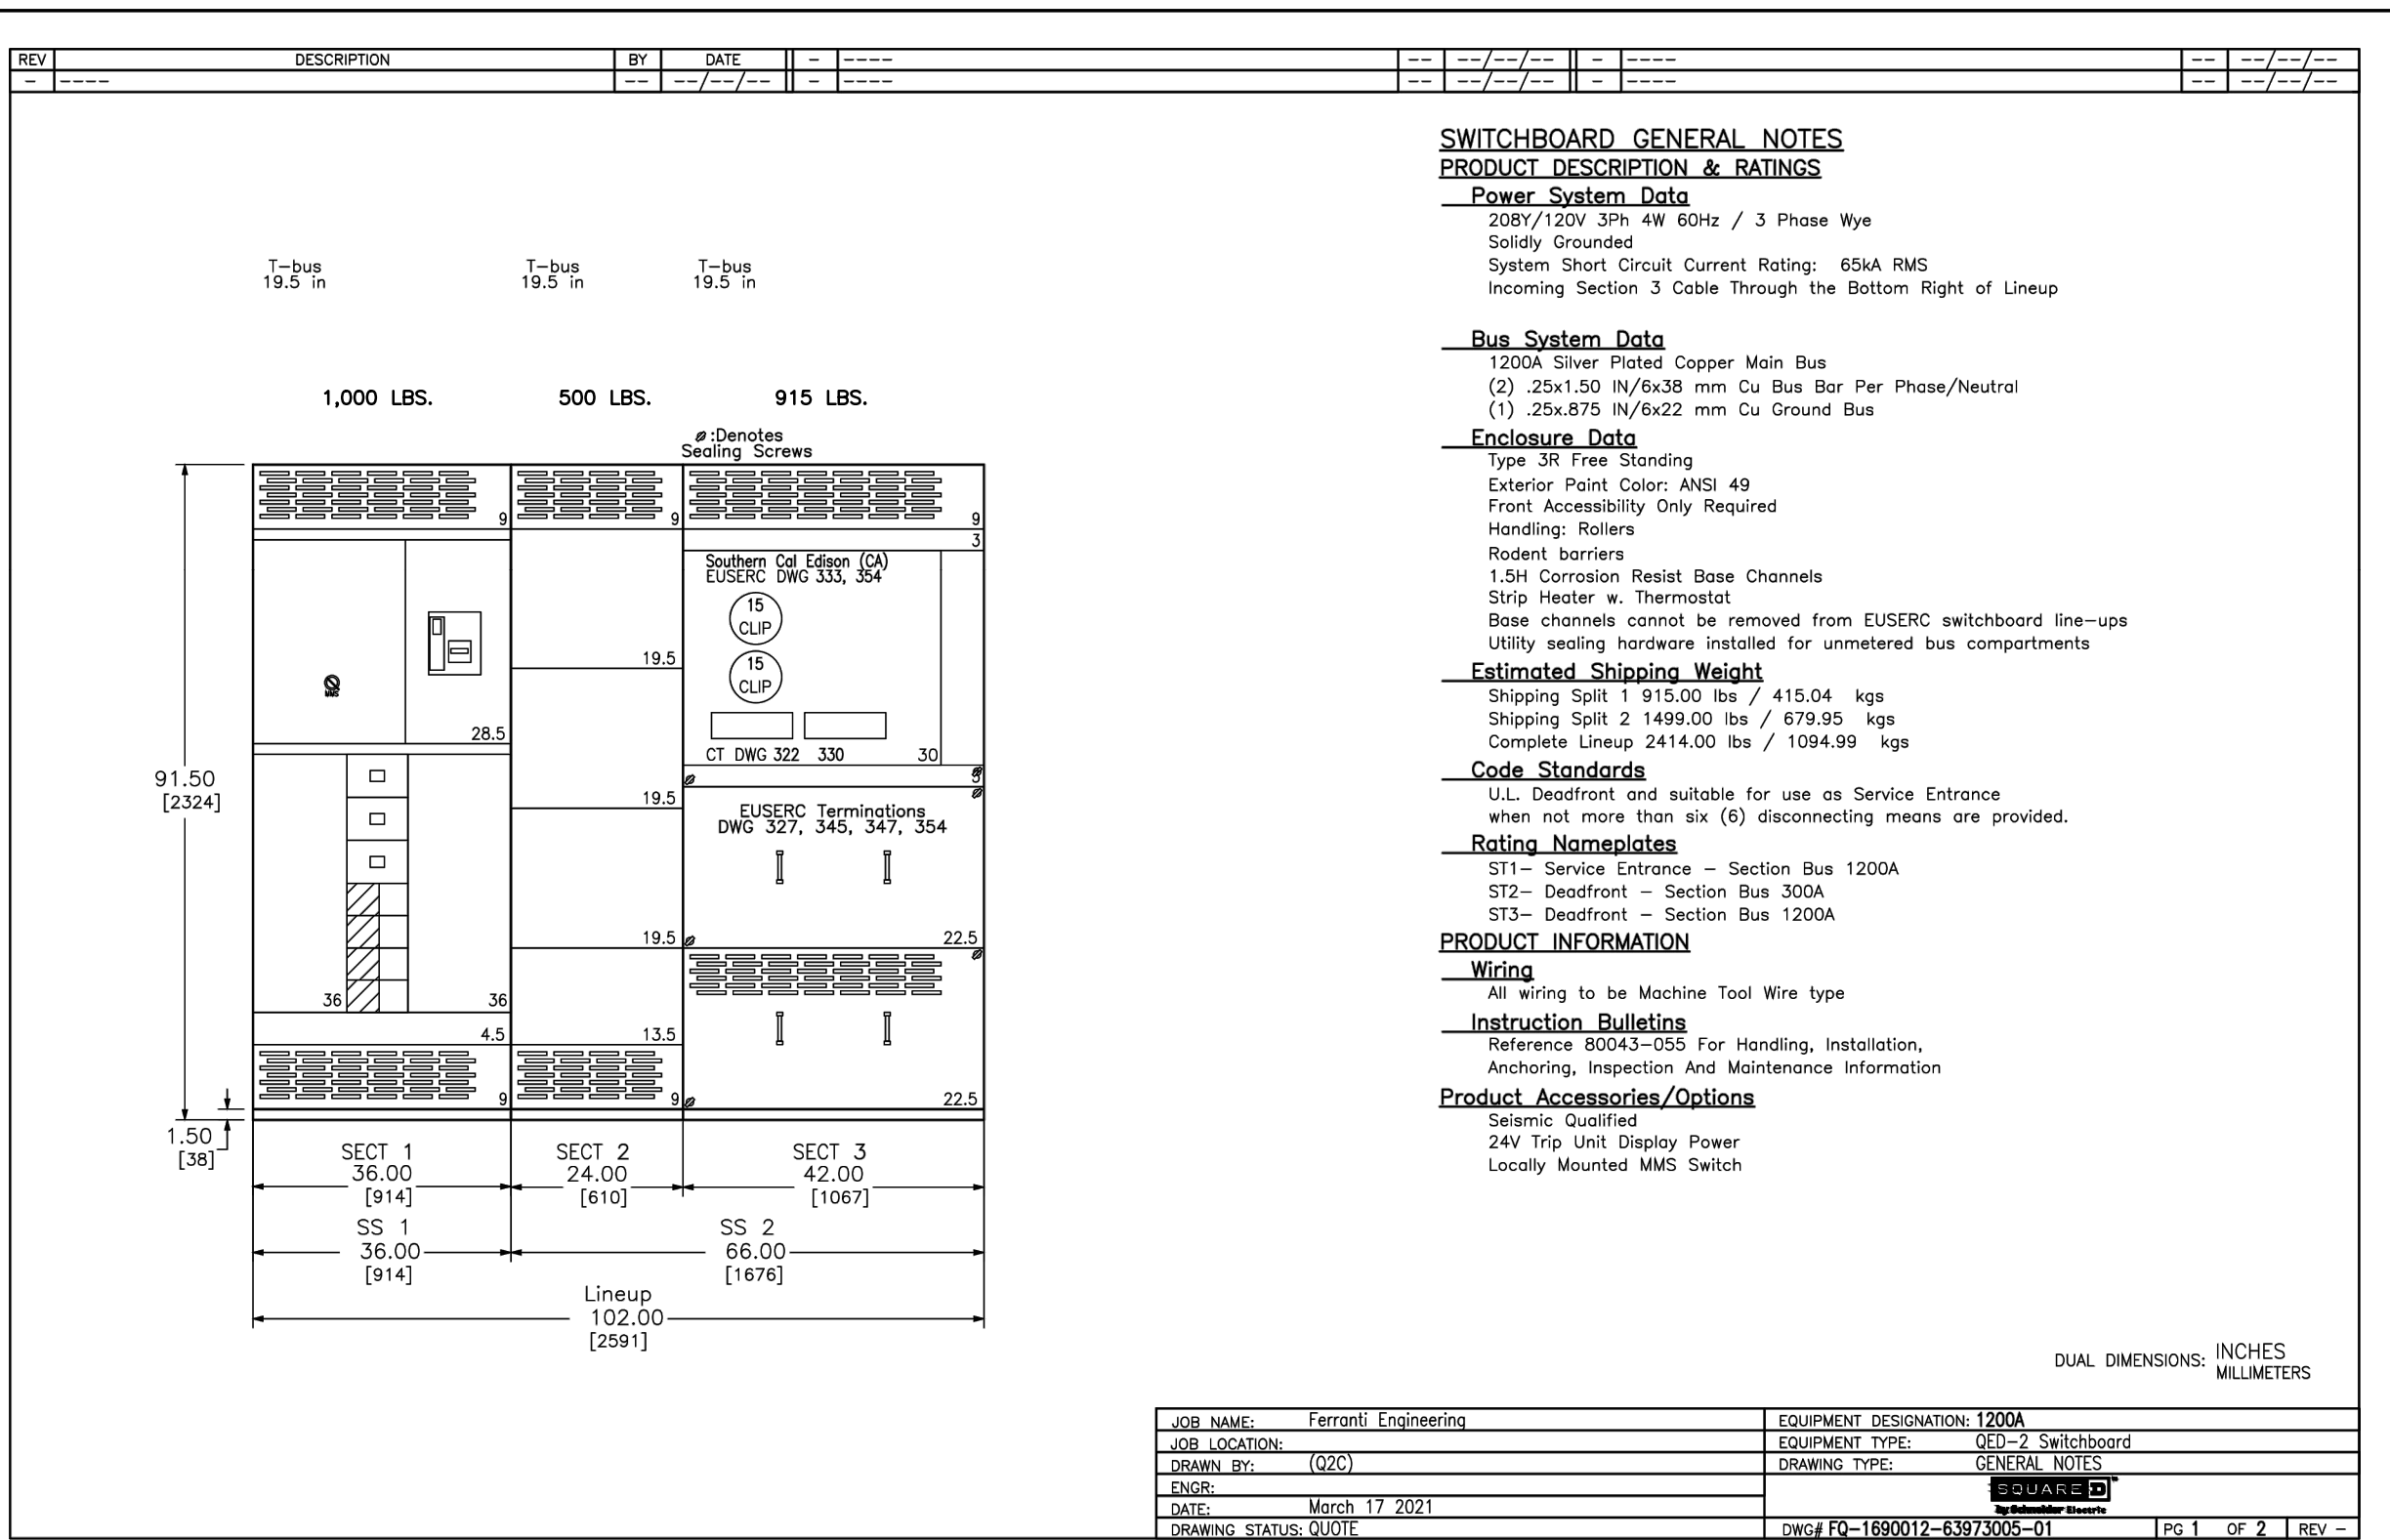 REV DESCRIPTION BY DATE - ---- -- --/--/-- - ---- -- --/--/--
- ---- -- --/--/-- - ---- -- --/--/-- - ---- -- --/--/--
T-bus
19.5 in
T-bus
19.5 in
T-bus
19.5 in
1,000 LBS. 500 LBS. 915 LBS.
:Denotes
Sealing Screws
9 9 9
3
Southern Cal Edison (CA)
EUSERC DWG 333, 354
15
CLIP
15
CLIP
MMS
19.5
28.5
CT DWG 322 330 30
3
19.5
EUSERC Terminations
DWG 327, 345, 347, 354
19.5 22.5
36 36
4.5 13.5
9 9 22.5
91.50
[2324]
1.50
[38]
SECT 1
36.00
[914]
SECT 2
24.00
[610]
SECT 3
42.00
[1067]
SS 1
36.00
[914]
SS 2
66.00
[1676]
Lineup
102.00
[2591]
SWITCHBOARD GENERAL NOTES
PRODUCT DESCRIPTION & RATINGS
Power System Data
208Y/120V 3Ph 4W 60Hz / 3 Phase Wye
Solidly Grounded
System Short Circuit Current Rating: 65kA RMS
Incoming Section 3 Cable Through the Bottom Right of Lineup
Bus System Data
1200A Silver Plated Copper Main Bus
(2) .25x1.50 IN/6x38 mm Cu Bus Bar Per Phase/Neutral
(1) .25x.875 IN/6x22 mm Cu Ground Bus
Enclosure Data
Type 3R Free Standing
Exterior Paint Color: ANSI 49
Front Accessibility Only Required
Handling: Rollers
Rodent barriers
1.5H Corrosion Resist Base Channels
Strip Heater w. Thermostat
Base channels cannot be removed from EUSERC switchboard line-ups
Utility sealing hardware installed for unmetered bus compartments
Estimated Shipping Weight
Shipping Split 1 915.00 lbs / 415.04 kgs
Shipping Split 2 1499.00 lbs / 679.95 kgs
Complete Lineup 2414.00 lbs / 1094.99 kgs
Code Standards
U.L. Deadfront and suitable for use as Service Entrance
when not more than six (6) disconnecting means are provided.
Rating Nameplates
ST1- Service Entrance - Section Bus 1200A
ST2- Deadfront - Section Bus 300A
ST3- Deadfront - Section Bus 1200A
PRODUCT INFORMATION
Wiring
All wiring to be Machine Tool Wire type
Instruction Bulletins
Reference 80043-055 For Handling, Installation,
Anchoring, Inspection And Maintenance Information
Product Accessories/Options
Seismic Qualified
24V Trip Unit Display Power
Locally Mounted MMS Switch
DUAL DIMENSIONS: INCHES
MILLIMETERS
JOB NAME: Ferranti Engineering
JOB LOCATION:
DRAWN BY: (Q2C)
ENGR:
DATE: March 17 2021
DRAWING STATUS: QUOTE
EQUIPMENT DESIGNATION: 1200A
EQUIPMENT TYPE: QED-2 Switchboard
DRAWING TYPE: GENERAL NOTES
SQUARE D
by Schneider Electric
DWG# FQ-1690012-63973005-01 PG 1 OF 2 REV -